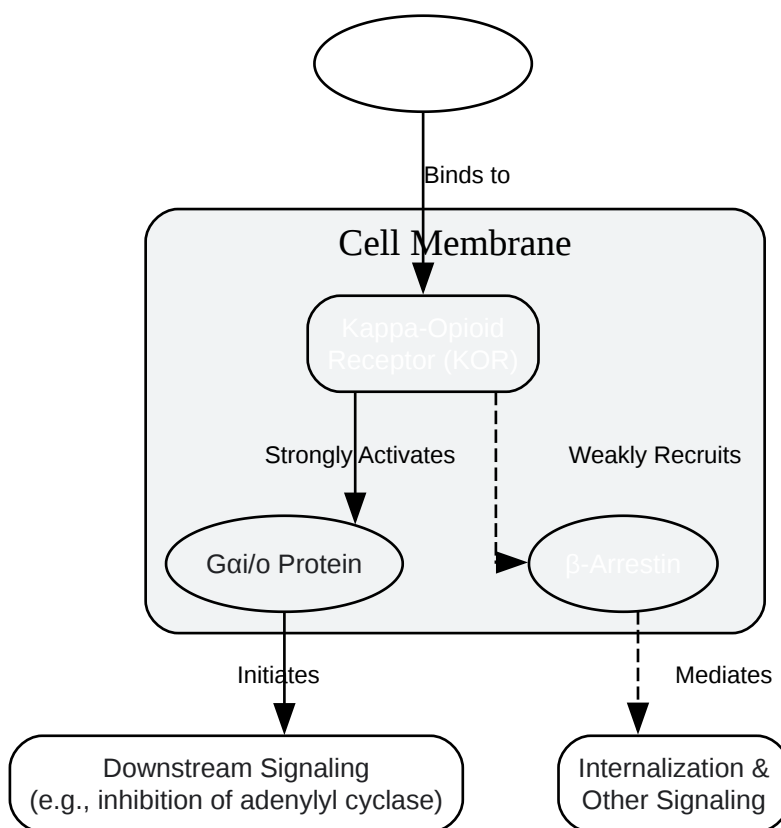 Binds to
Cell Membrane
Kappa-Opioid
Receptor (KOR)
Strongly Activates
Weakly Recruits
Gαi/o Protein
β-Arrestin
Initiates
Mediates
Downstream Signaling
(e.g., inhibition of adenylyl cyclase)
Internalization &
Other Signaling